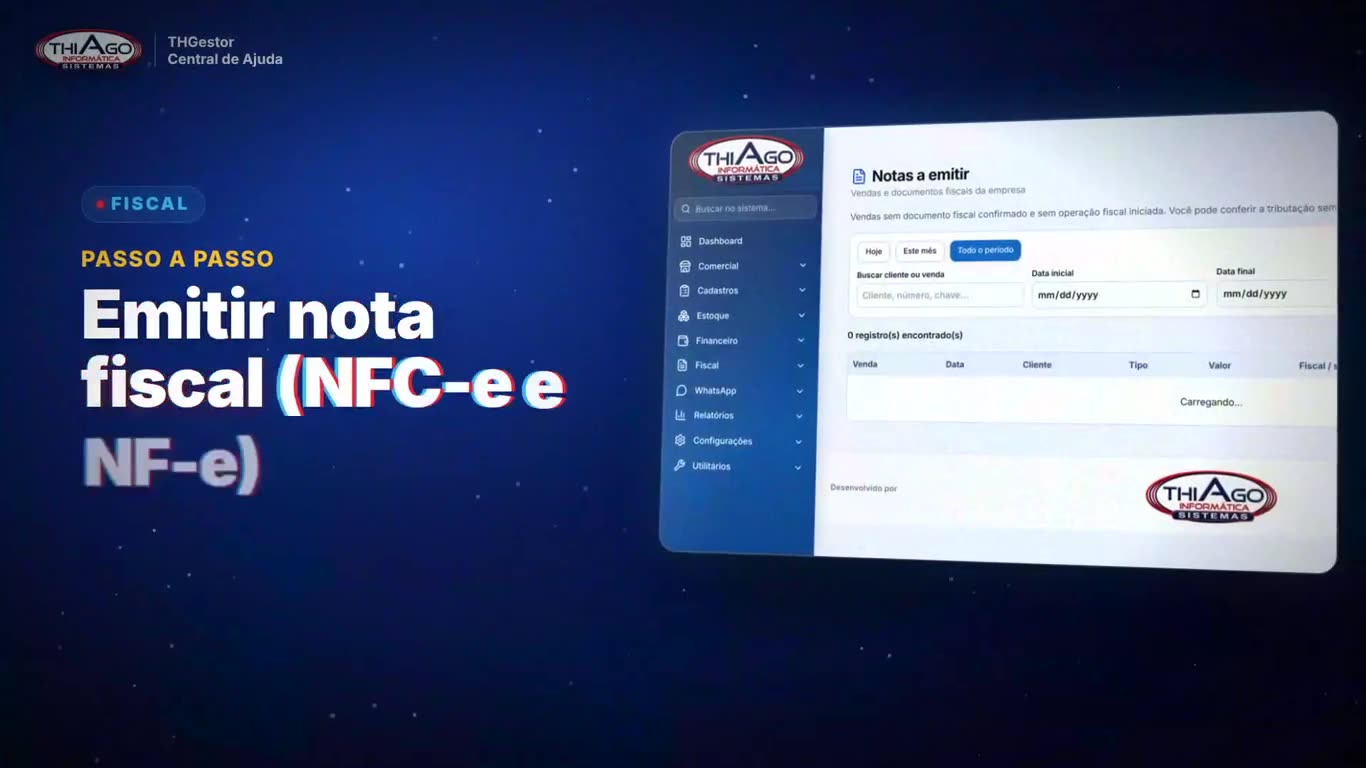 THIAGO
INFORMÁTICA
SISTEMAS
THGestor
Central de Ajuda
FISCAL
PASSO A PASSO
Emitir nota
fiscal (NFC-e e
NF-e)
THIAGO
INFORMÁTICA
SISTEMAS
Buscar no sistema...
Dashboard
Comercial
Cadastros
Estoque
Financeiro
Fiscal
WhatsApp
Relatórios
Configurações
Utilitários
Notas a emitir
Vendas e documentos fiscais da empresa
Vendas sem documento fiscal confirmado e sem operação fiscal iniciada. Você pode conferir a tributação sem
Hoje
Este mês
Todo o período
Buscar cliente ou venda
Data inicial
Data final
Cliente, número, chave...
mm/dd/yyyy
mm/dd/yyyy
0 registro(s) encontrado(s)
Venda
Data
Cliente
Tipo
Valor
Fiscal /
Carregando...
Desenvolvido por
THIAGO
INFORMÁTICA
SISTEMAS